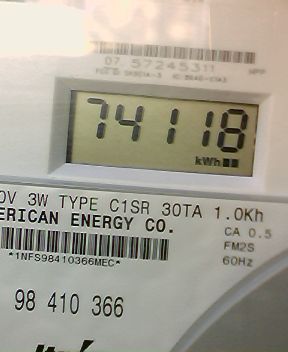 07 57245311
74118
kWh
0V 3W TYPE C1SR 30TA 1.0Kh
ERICAN ENERGY CO.
CA 0.5
FM2S
60Hz
*1NFS98410366MEC*
98 410 366